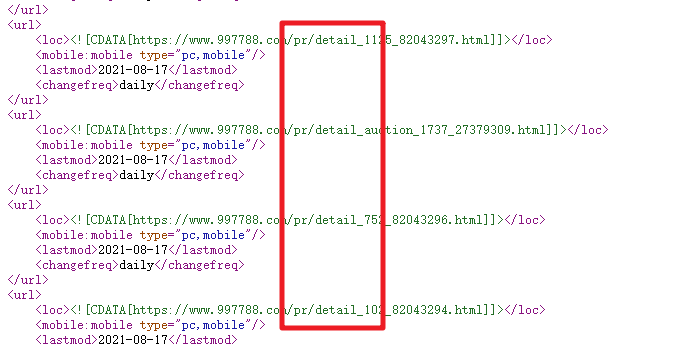 </url>
<url>
<loc><![CDATA[https://www.997788.com/pr/detail_1125_82043297.html]]></loc>
<mobile:mobile type="pc,mobile"/>
<lastmod>2021-08-17</lastmod>
<changefreq>daily</changefreq>
</url>
<url>
<loc><![CDATA[https://www.997788.com/pr/detail_auction_1737_27379309.html]]></loc>
<mobile:mobile type="pc,mobile"/>
<lastmod>2021-08-17</lastmod>
<changefreq>daily</changefreq>
</url>
<url>
<loc><![CDATA[https://www.997788.com/pr/detail_752_82043296.html]]></loc>
<mobile:mobile type="pc,mobile"/>
<lastmod>2021-08-17</lastmod>
<changefreq>daily</changefreq>
</url>
<url>
<loc><![CDATA[https://www.997788.com/pr/detail_102_82043294.html]]></loc>
<mobile:mobile type="pc,mobile"/>
<lastmod>2021-08-17</lastmod>